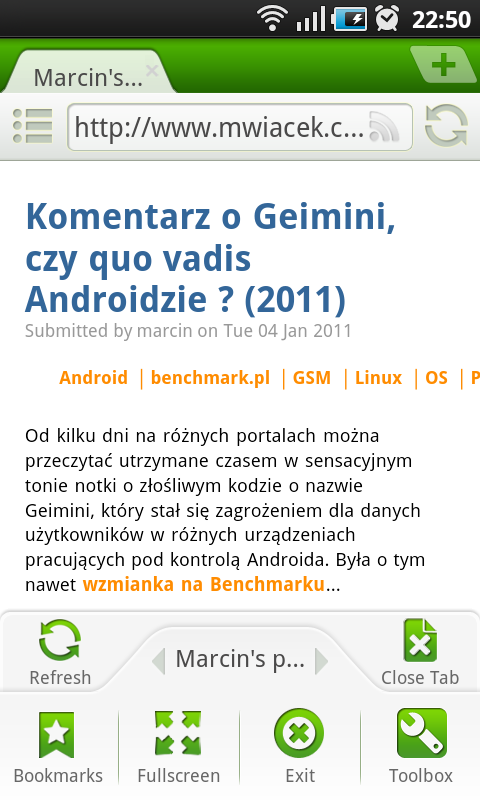 22:50
Marcin's...
http://www.mwiacek.c...
Komentarz o Geimini,
czy quo vadis
Androidzie ? (2011)
Submitted by marcin on Tue 04 Jan 2011
Android | benchmark.pl | GSM | Linux | OS | P
Od kilku dni na różnych portalach można
przeczytać utrzymane czasem w sensacyjnym
tonie notki o złośliwym kodzie o nazwie
Geimini, który stał się zagrożeniem dla danych
użytkowników w różnych urządzeniach
pracujących pod kontrolą Androida. Była o tym
nawet wzmianka na Benchmarku...
Refresh
Marcin's p...
Close Tab
Bookmarks
Fullscreen
Exit
Toolbox